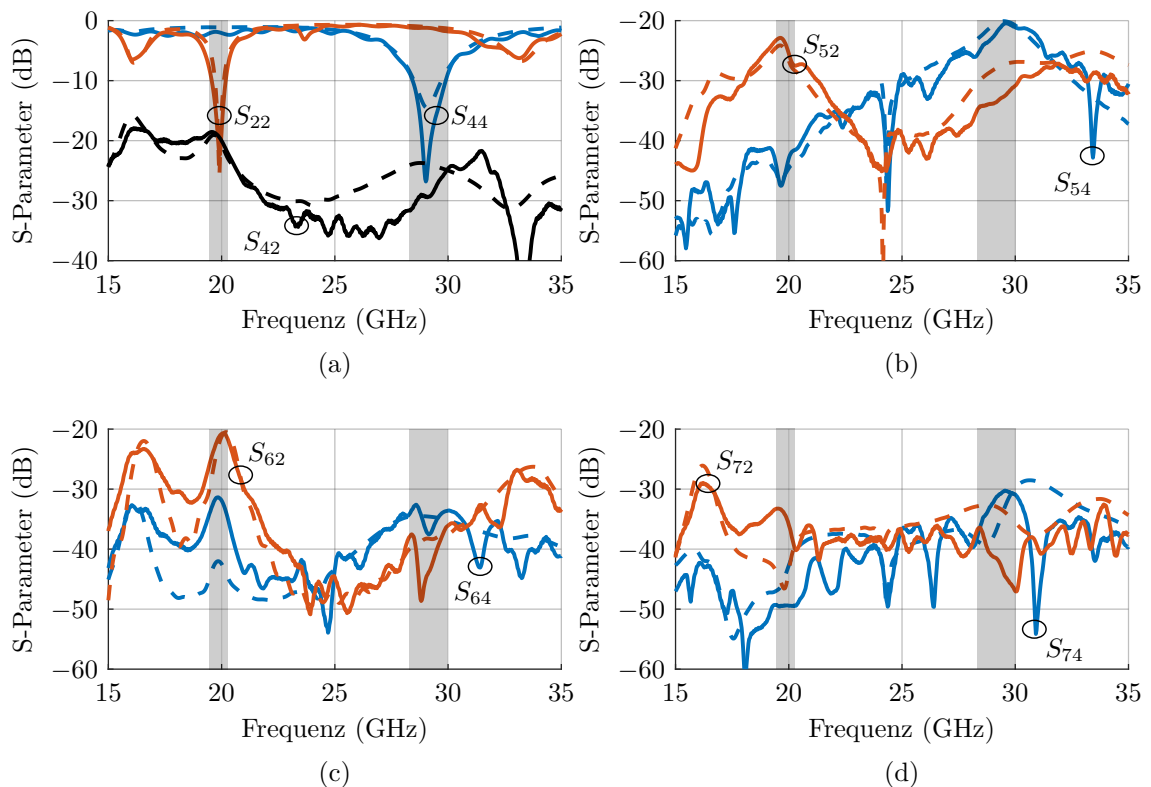 0
−10
−20
−30
−40
S-Parameter (dB)
S22
S44
S42
15 20 25 30 35
Frequenz (GHz)
(a)
−20
−30
−40
−50
−60
S-Parameter (dB)
S52
S54
15 20 25 30 35
Frequenz (GHz)
(b)
−20
−30
−40
−50
−60
S-Parameter (dB)
S62
S64
15 20 25 30 35
Frequenz (GHz)
(c)
−20
−30
−40
−50
−60
S-Parameter (dB)
S72
S74
15 20 25 30 35
Frequenz (GHz)
(d)